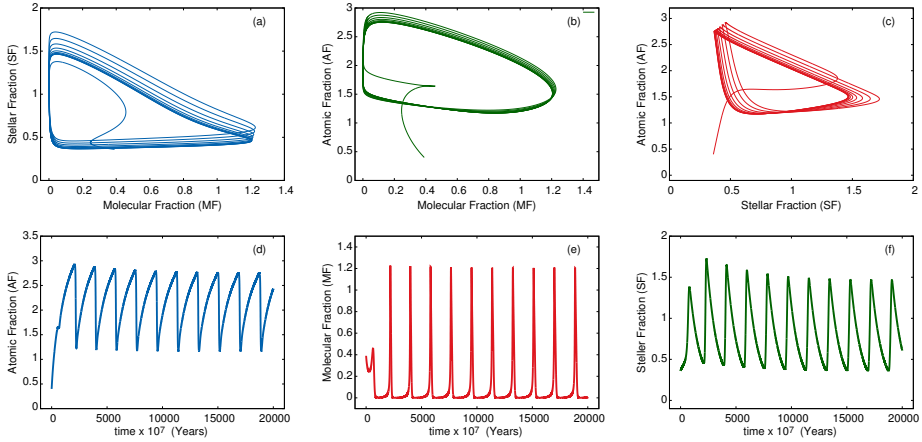 (a)
Stellar Fraction (SF)
2
1.5
1
0.5
0
0 0.2 0.4 0.6 0.8 1 1.2 1.4
Molecular Fraction (MF)
(b)
Atomic Fraction (AF)
3
2.5
2
1.5
1
0.5
0
0 0.2 0.4 0.6 0.8 1 1.2 1.4
Molecular Fraction (MF)
(c)
Atomic Fraction (AF)
3
2.5
2
1.5
1
0.5
0
0 0.5 1 1.5 2
Stellar Fraction (SF)
(d)
Atomic Fraction (AF)
3.5
3
2.5
2
1.5
1
0.5
0
0 5000 10000 15000 20000
time x 10⁷ (Years)
(e)
Molecular Fraction (MF)
1.4
1.2
1
0.8
0.6
0.4
0.2
0
0 5000 10000 15000 20000
time x 10⁷ (Years)
(f)
Steller Fraction (SF)
2
1.5
1
0.5
0
0 5000 10000 15000 20000
time x 10⁷ (Years)